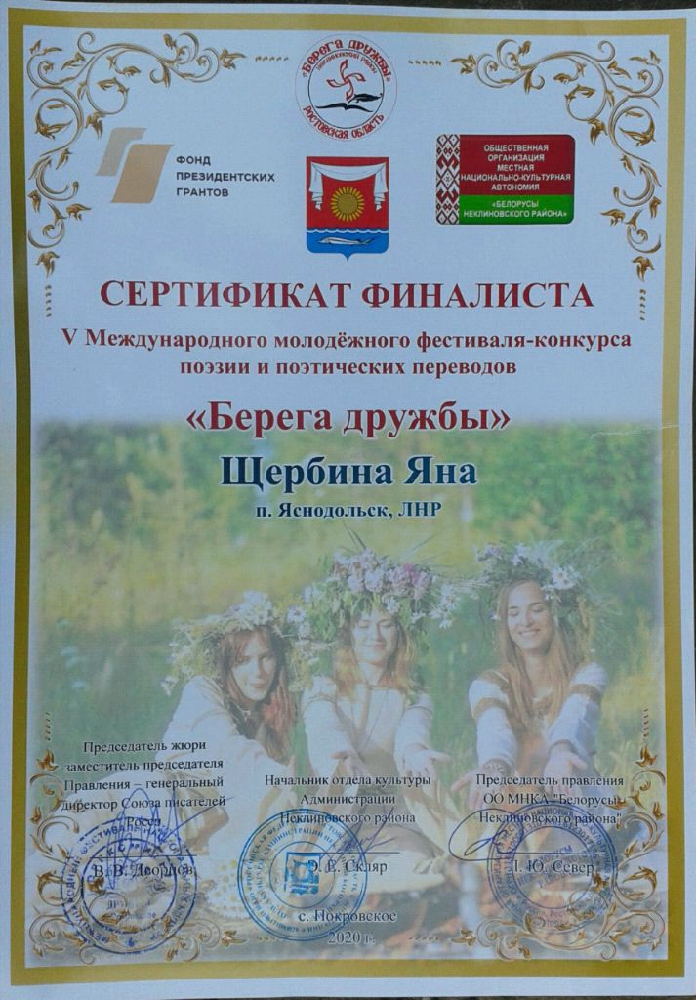 «БЕРЕГА ДРУЖБЫ»
Неклиновский район
РОСТОВСКАЯ ОБЛАСТЬ
ФОНД
ПРЕЗИДЕНТСКИХ
ГРАНТОВ
ОБЩЕСТВЕННАЯ
ОРГАНИЗАЦИЯ
МЕСТНАЯ
НАЦИОНАЛЬНО-КУЛЬТУРНАЯ
АВТОНОМИЯ
«БЕЛОРУСЫ
НЕКЛИНОВСКОГО РАЙОНА»
СЕРТИФИКАТ ФИНАЛИСТА
V Международного молодёжного фестиваля-конкурса
поэзии и поэтических переводов
«Берега дружбы»
Щербина Яна
п. Яснодольск, ЛНР
Председатель жюри
заместитель председателя
Правления – генеральный
директор Союза писателей
В. В. Дворцов
Начальник отдела культуры
Администрации
Неклиновского района
Скляр
Председатель правления
ОО МНКА "Белорусы
Неклиновского района"
Л. Ю. Север
с. Покровское
2020 г.